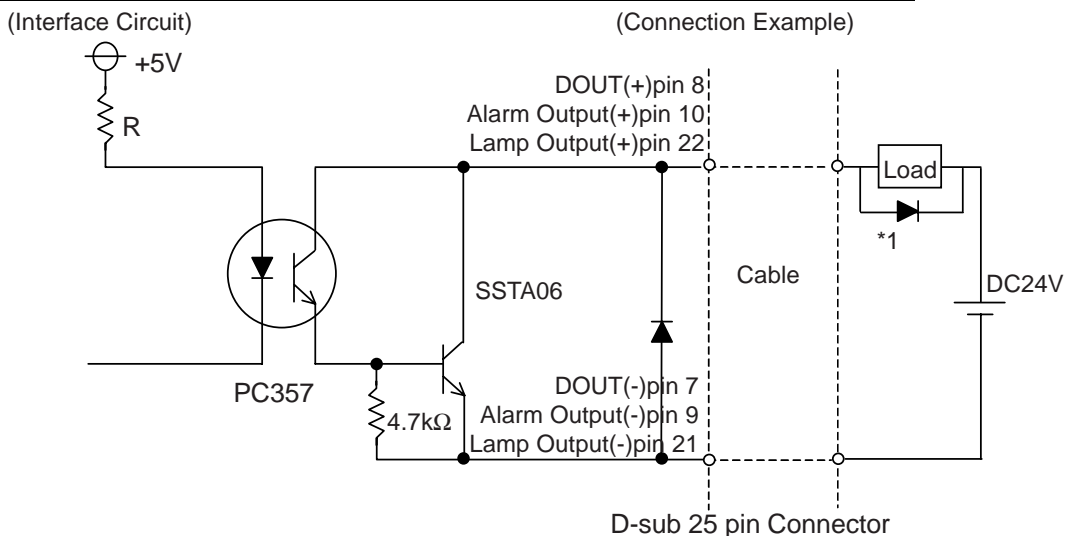 (Interface Circuit)
(Connection Example)
+5V
R
DOUT(+)pin 8
Alarm Output(+)pin 10
Lamp Output(+)pin 22
Load
*1
SSTA06
Cable
DC24V
PC357
4.7kΩ
DOUT(-)pin 7
Alarm Output(-)pin 9
Lamp Output(-)pin 21
D-sub 25 pin Connector